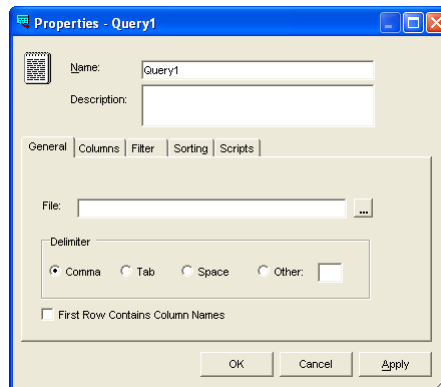 Properties - Query1
Name: Query1
Description:
General Columns Filter Sorting Scripts
File: ...
Delimiter
Comma Tab Space Other:
First Row Contains Column Names
OK Cancel Apply